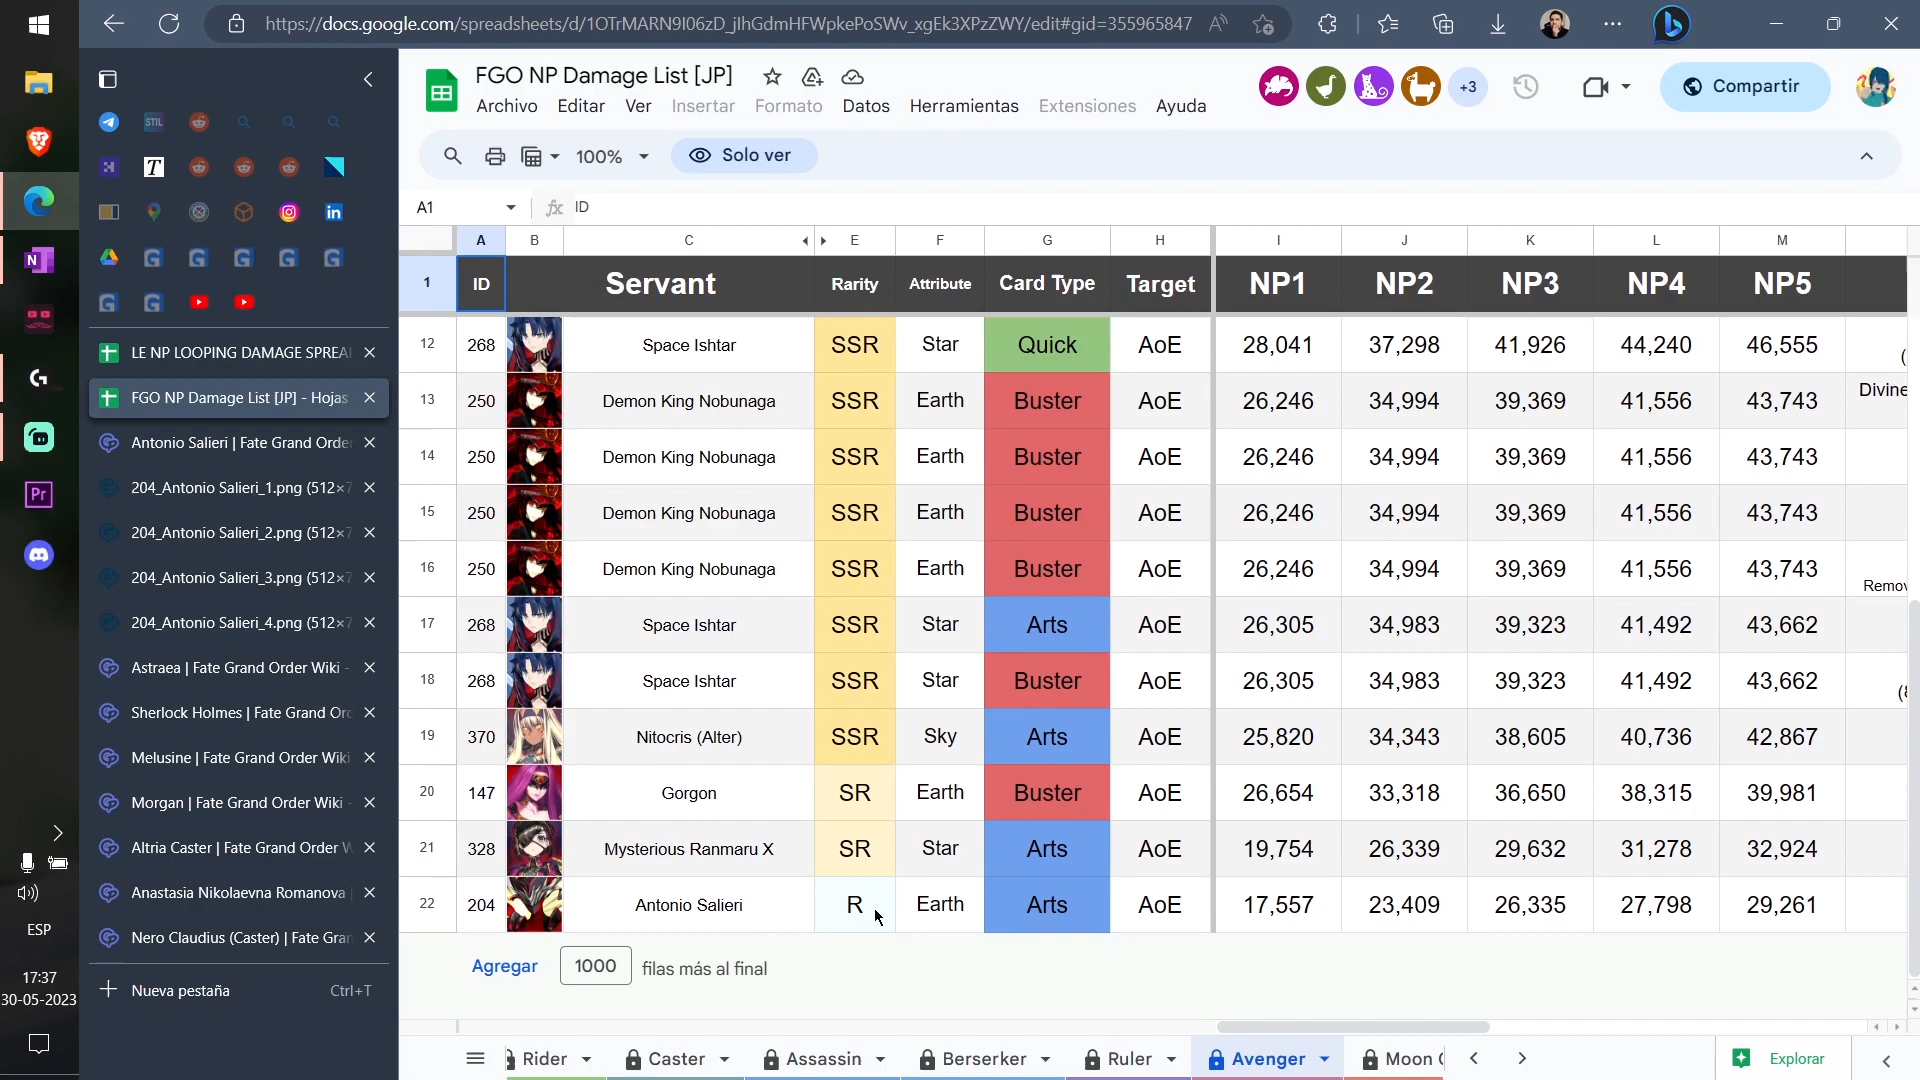 https://docs.google.com/spreadsheets/d/1OTrMARN9I06zD_jIhGdmHFWpkePoSWv_xgEk3XPzZWY/edit#gid=355965847
FGO NP Damage List [JP]
Archivo Editar Ver Insertar Formato Datos Herramientas Extensiones Ayuda
+3
Compartir
100%
Solo ver
A1
ID
A B C E F G H I J K L M
1 ID Servant Rarity Attribute Card Type Target NP1 NP2 NP3 NP4 NP5
12 268 Space Ishtar SSR Star Quick AoE 28,041 37,298 41,926 44,240 46,555 (
13 250 Demon King Nobunaga SSR Earth Buster AoE 26,246 34,994 39,369 41,556 43,743 Divine
14 250 Demon King Nobunaga SSR Earth Buster AoE 26,246 34,994 39,369 41,556 43,743
15 250 Demon King Nobunaga SSR Earth Buster AoE 26,246 34,994 39,369 41,556 43,743
16 250 Demon King Nobunaga SSR Earth Buster AoE 26,246 34,994 39,369 41,556 43,743 Remov
17 268 Space Ishtar SSR Star Arts AoE 26,305 34,983 39,323 41,492 43,662
18 268 Space Ishtar SSR Star Buster AoE 26,305 34,983 39,323 41,492 43,662
19 370 Nitocris (Alter) SSR Sky Arts AoE 25,820 34,343 38,605 40,736 42,867
20 147 Gorgon SR Earth Buster AoE 26,654 33,318 36,650 38,315 39,981
21 328 Mysterious Ranmaru X SR Star Arts AoE 19,754 26,339 29,632 31,278 32,924
22 204 Antonio Salieri R Earth Arts AoE 17,557 23,409 26,335 27,798 29,261
Agregar 1000 filas más al final
Rider Caster Assassin Berserker Ruler Avenger Moon
Explorar
STIL
LE NP LOOPING DAMAGE SPREA
FGO NP Damage List [JP] - Hojas
Antonio Salieri | Fate Grand Orde
204_Antonio Salieri_1.png (512×7
204_Antonio Salieri_2.png (512×7
204_Antonio Salieri_3.png (512×7
204_Antonio Salieri_4.png (512×7
Astraea | Fate Grand Order Wiki -
Sherlock Holmes | Fate Grand Or
Melusine | Fate Grand Order Wiki
Morgan | Fate Grand Order Wiki -
Altria Caster | Fate Grand Order W
Anastasia Nikolaevna Romanova |
Nero Claudius (Caster) | Fate Gra
Nueva pestaña Ctrl+T
ESP
17:37
30-05-2023